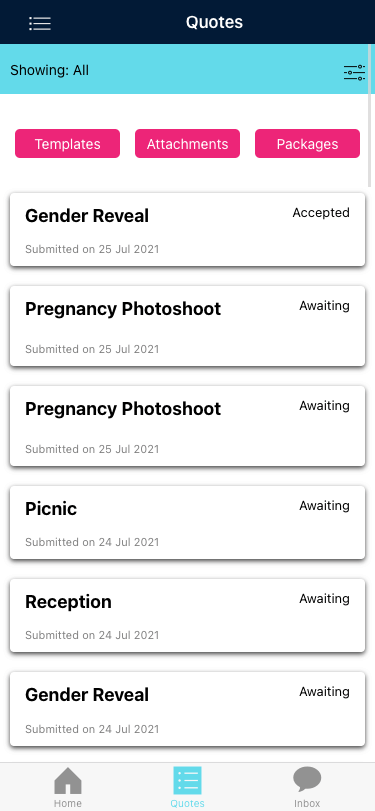 Quotes
Showing: All
Templates
Attachments
Packages
Gender Reveal
Accepted
Submitted on 25 Jul 2021
Pregnancy Photoshoot
Awaiting
Submitted on 25 Jul 2021
Pregnancy Photoshoot
Awaiting
Submitted on 25 Jul 2021
Picnic
Awaiting
Submitted on 24 Jul 2021
Reception
Awaiting
Submitted on 24 Jul 2021
Gender Reveal
Awaiting
Submitted on 24 Jul 2021
Home
Quotes
Inbox